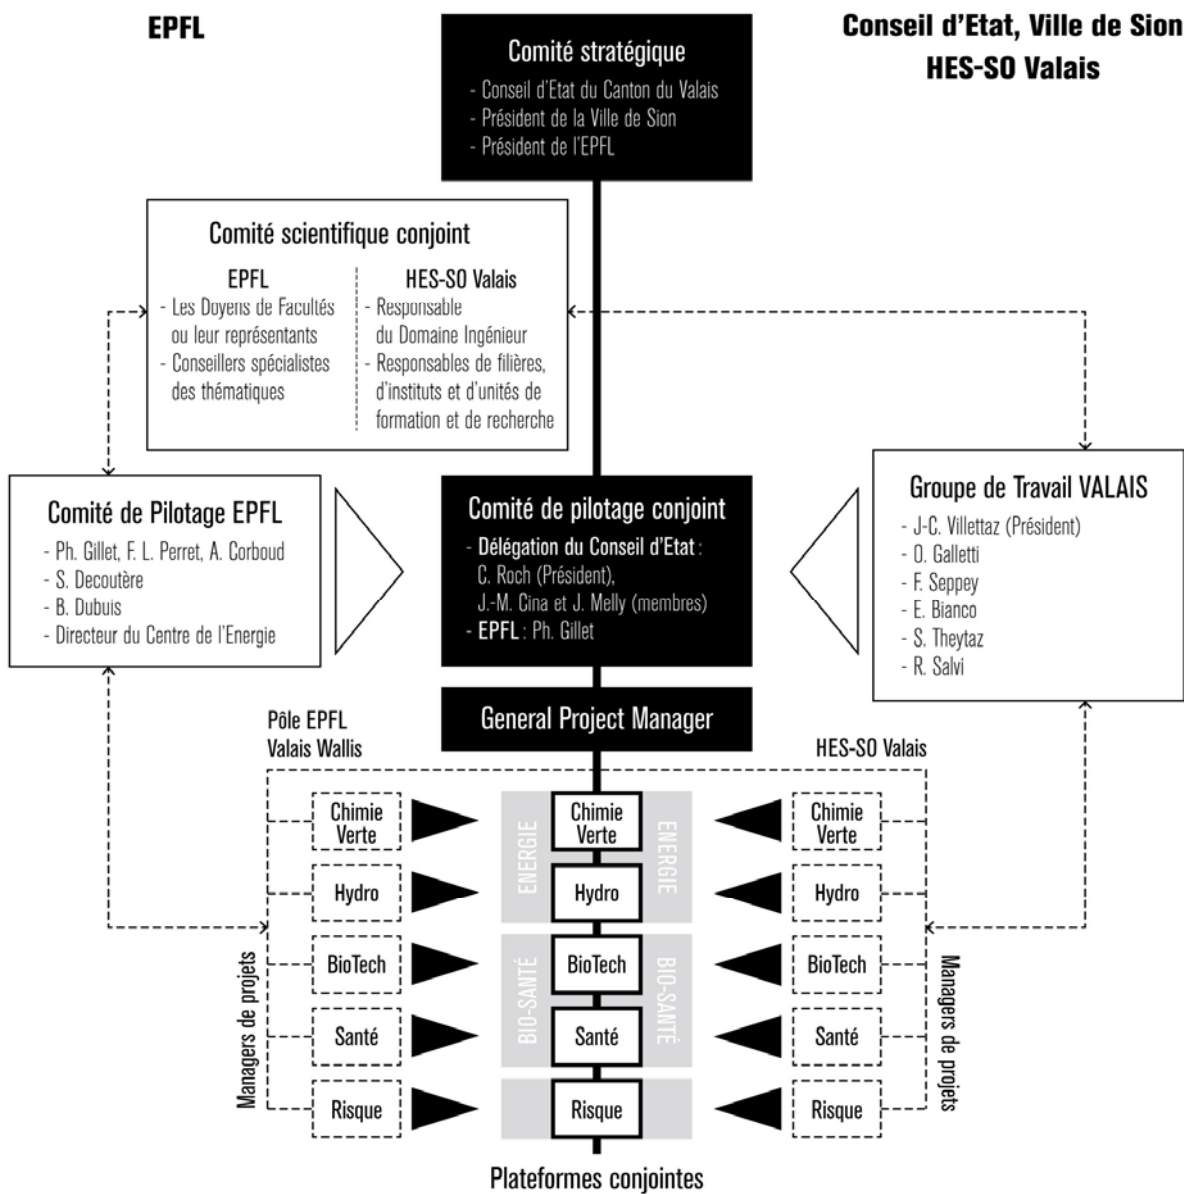 EPFL
Conseil d'Etat, Ville de Sion
HES-SO Valais
Comité stratégique
- Conseil d'Etat du Canton du Valais
- Président de la Ville de Sion
- Président de l'EPFL
Comité scientifique conjoint
EPFL
- Les Doyens de Facultés
ou leur représentants
- Conseillers spécialistes
des thématiques
HES-SO Valais
- Responsable
du Domaine Ingénieur
- Responsables de filières,
d'instituts et d'unités de
formation et de recherche
Comité de Pilotage EPFL
- Ph. Gillet, F. L. Perret, A. Corboud
- S. Decoutère
- B. Dubuis
- Directeur du Centre de l'Energie
Comité de pilotage conjoint
- Délégation du Conseil d'Etat :
C. Roch (Président),
J.-M. Cina et J. Melly (membres)
- EPFL : Ph. Gillet
Groupe de Travail VALAIS
- J-C. Villettaz (Président)
- O. Galletti
- F. Seppey
- E. Bianco
- S. Theytaz
- R. Salvi
General Project Manager
Pôle EPFL
Valais Wallis
HES-SO Valais
Managers de projets
Chimie
Verte
Hydro
BioTech
Santé
Risque
ENERGIE
BIO-SANTÉ
Chimie
Verte
Hydro
BioTech
Santé
Risque
ENERGIE
BIO-SANTÉ
Chimie
Verte
Hydro
BioTech
Santé
Risque
Managers de projets
Plateformes conjointes